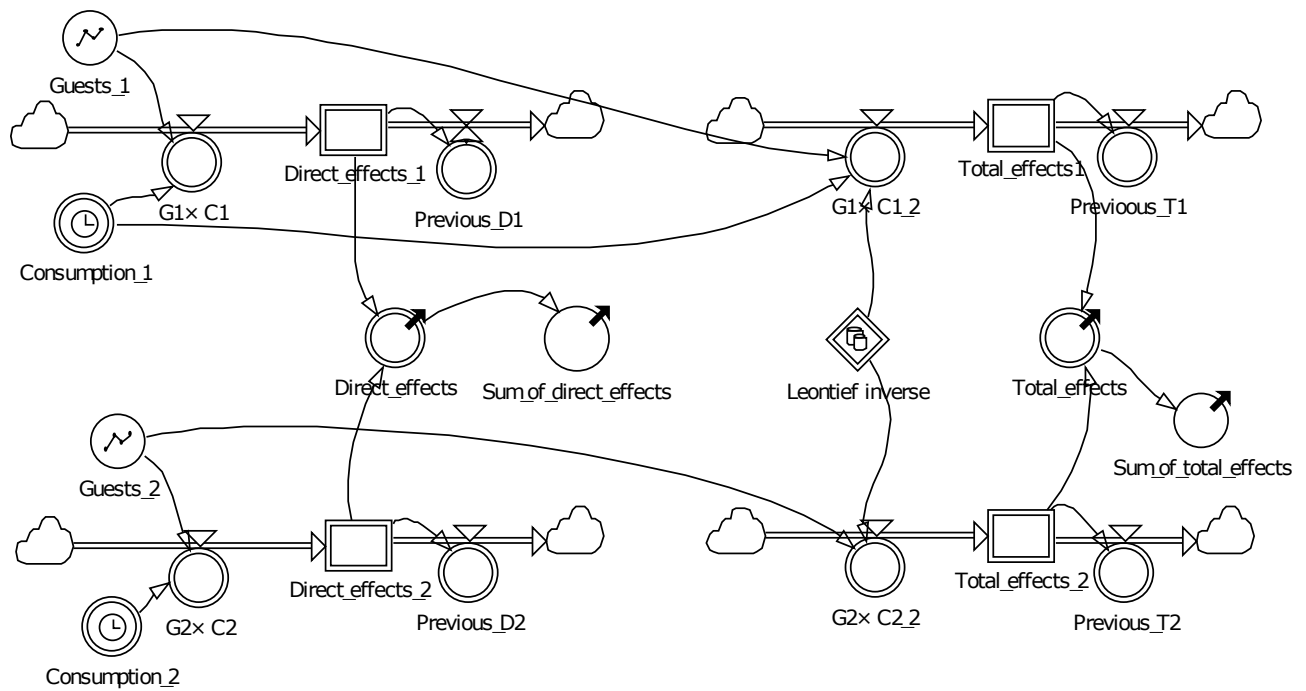 Guests_1
Direct_effects_1
Total_effects1
G1× C1
Previous_D1
G1× C1_2
Previoous_T1
Consumption_1
Direct_effects
Sum_of_direct_effects
Leontief inverse
Total_effects
Sum_of_total_effects
Guests_2
Direct_effects_2
Total_effects_2
G2× C2
Previous_D2
G2× C2_2
Previous_T2
Consumption_2